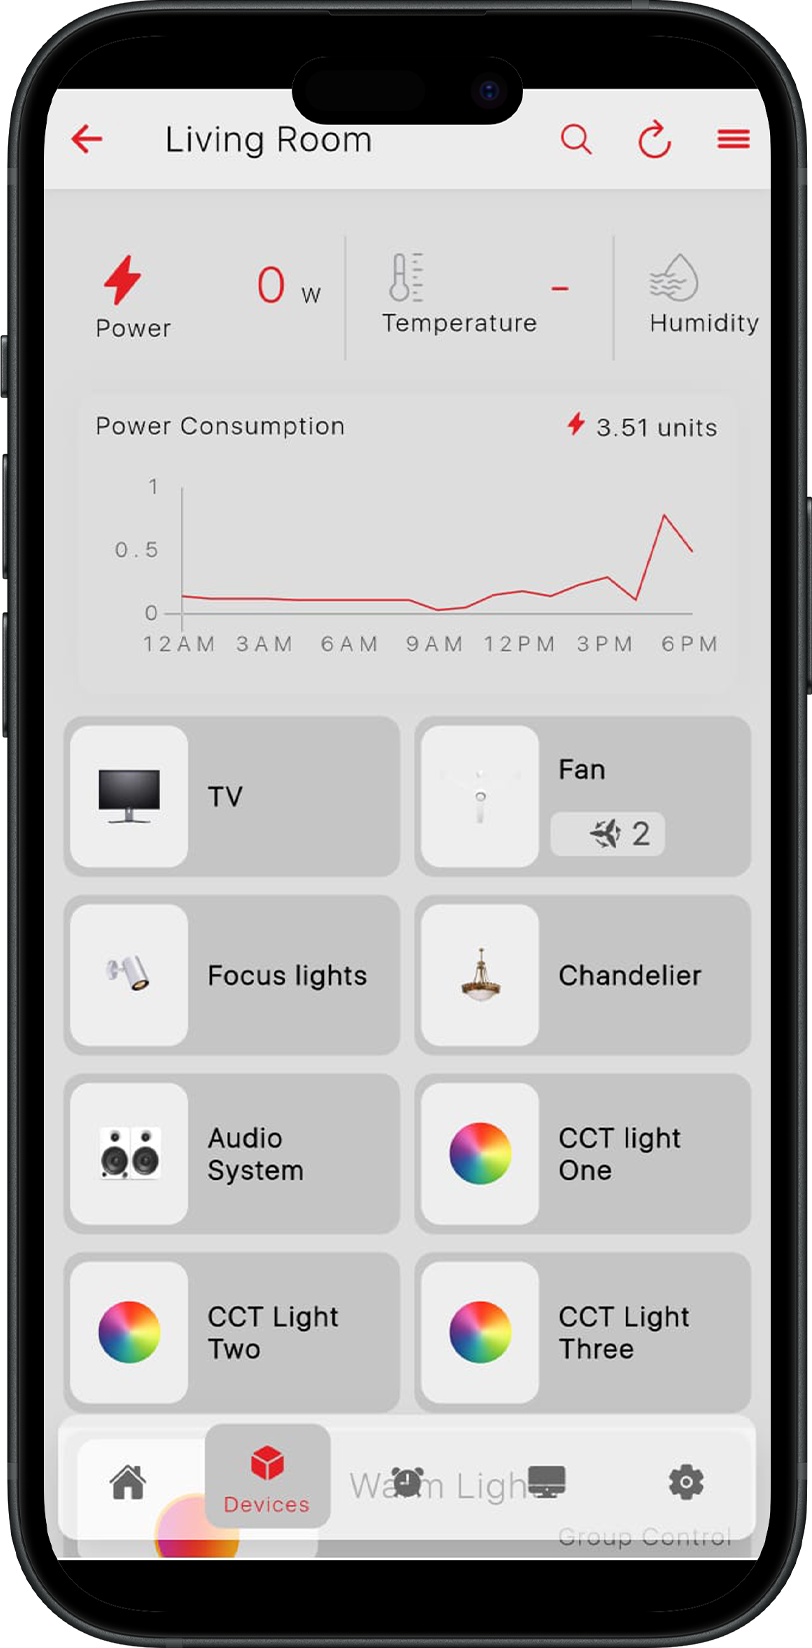 Living Room
0 w
Power
-
Temperature
Humidity
Power Consumption
3.51 units
1
0.5
0
12AM 3AM 6AM 9AM 12PM 3PM 6PM
TV
Fan
2
Focus lights
Chandelier
Audio
System
CCT light
One
CCT Light
Two
CCT Light
Three
Devices
Group Control